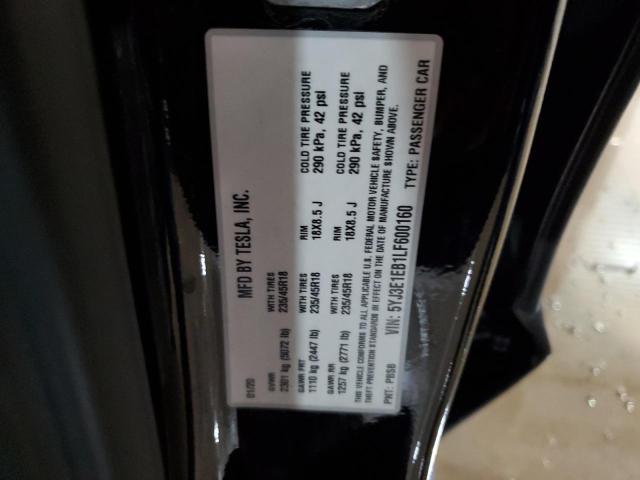 MFD BY TESLA, INC.
01/20
GVWR
2301 kg (5072 lb)
WITH TIRES
235/45R18
GAWR FRT
1110 kg (2447 lb)
WITH TIRES
235/45R18
RIM
18X8.5 J
COLD TIRE PRESSURE
290 kPa, 42 psi
GAWR RR
1257 kg (2771 lb)
WITH TIRES
235/45R18
RIM
18X8.5 J
COLD TIRE PRESSURE
290 kPa, 42 psi
THIS VEHICLE CONFORMS TO ALL APPLICABLE U.S. FEDERAL MOTOR VEHICLE SAFETY, BUMPER, AND
THEFT PREVENTION STANDARDS IN EFFECT ON THE DATE OF MANUFACTURE SHOWN ABOVE.
VIN: 5YJ3E1EB1LF600160
PNT: PBSB
TYPE: PASSENGER CAR